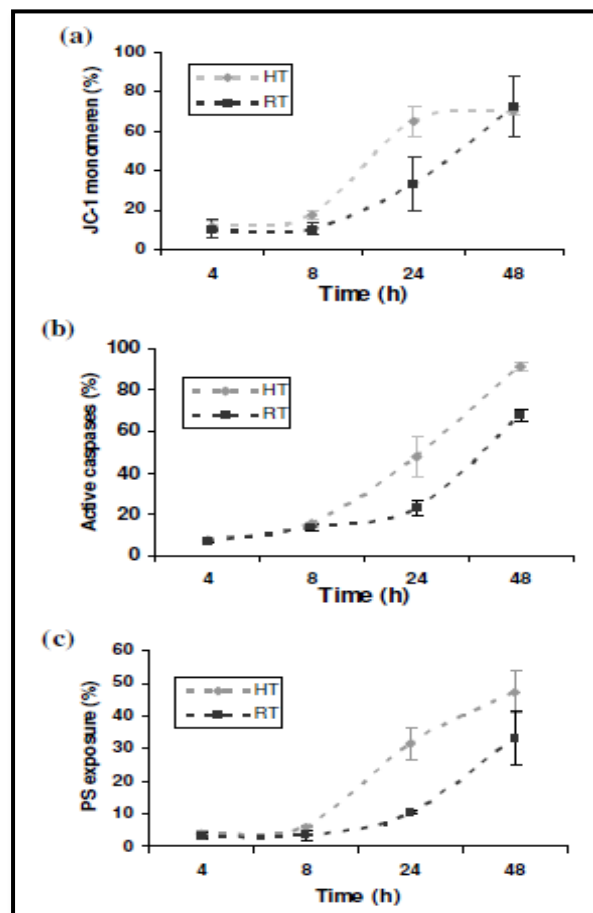 (a)
100
80
60
40
20
0
JC-1 monomeren (%)
HT
RT
4 8 24 48
Time (h)
(b)
100
80
60
40
20
0
Active caspases (%)
HT
RT
4 8 24 48
Time (h)
(c)
60
50
40
30
20
10
0
PS exposure (%)
HT
RT
4 8 24 48
Time (h)